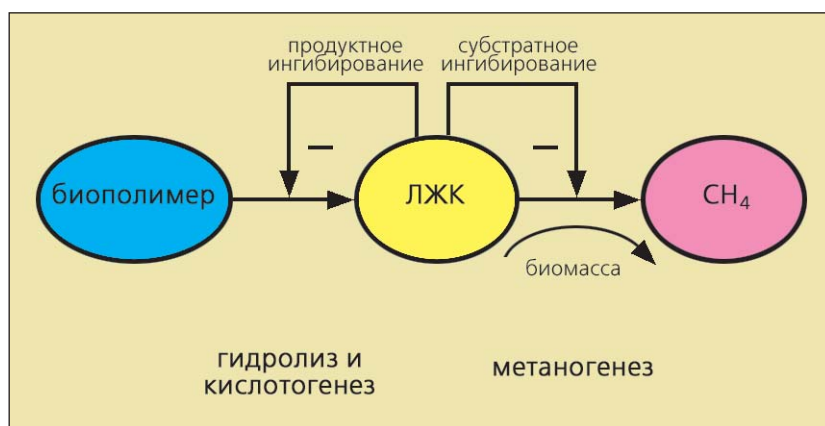 продуктное
ингибирование
субстратное
ингибирование
–
–
биополимер
ЛЖК
CH₄
биомасса
гидролиз и
кислотогенез
метаногенез